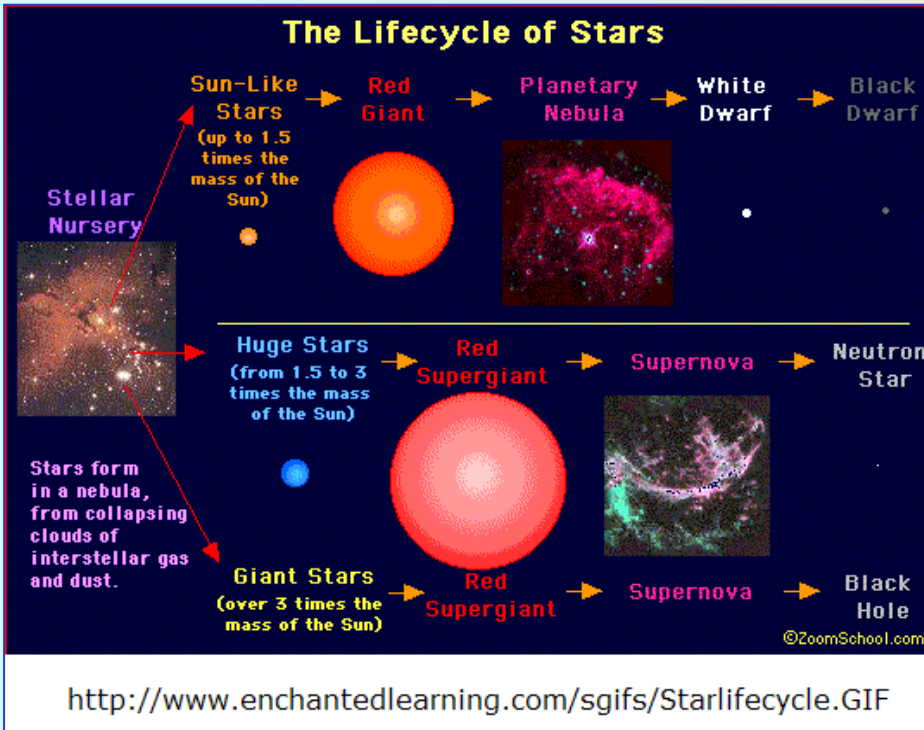 The Lifecycle of Stars
Sun-Like
Stars
(up to 1.5
times the
mass of the
Sun)
Red
Giant
Planetary
Nebula
White
Dwarf
Black
Dwarf
Stellar
Nursery
Huge Stars
(from 1.5 to 3
times the mass
of the Sun)
Red
Supergiant
Supernova
Neutron
Star
Stars form
in a nebula,
from collapsing
clouds of
interstellar gas
and dust.
Giant Stars
(over 3 times the
mass of the Sun)
Red
Supergiant
Supernova
Black
Hole
©ZoomSchool.com
http://www.enchantedlearning.com/sgifs/Starlifecycle.GIF